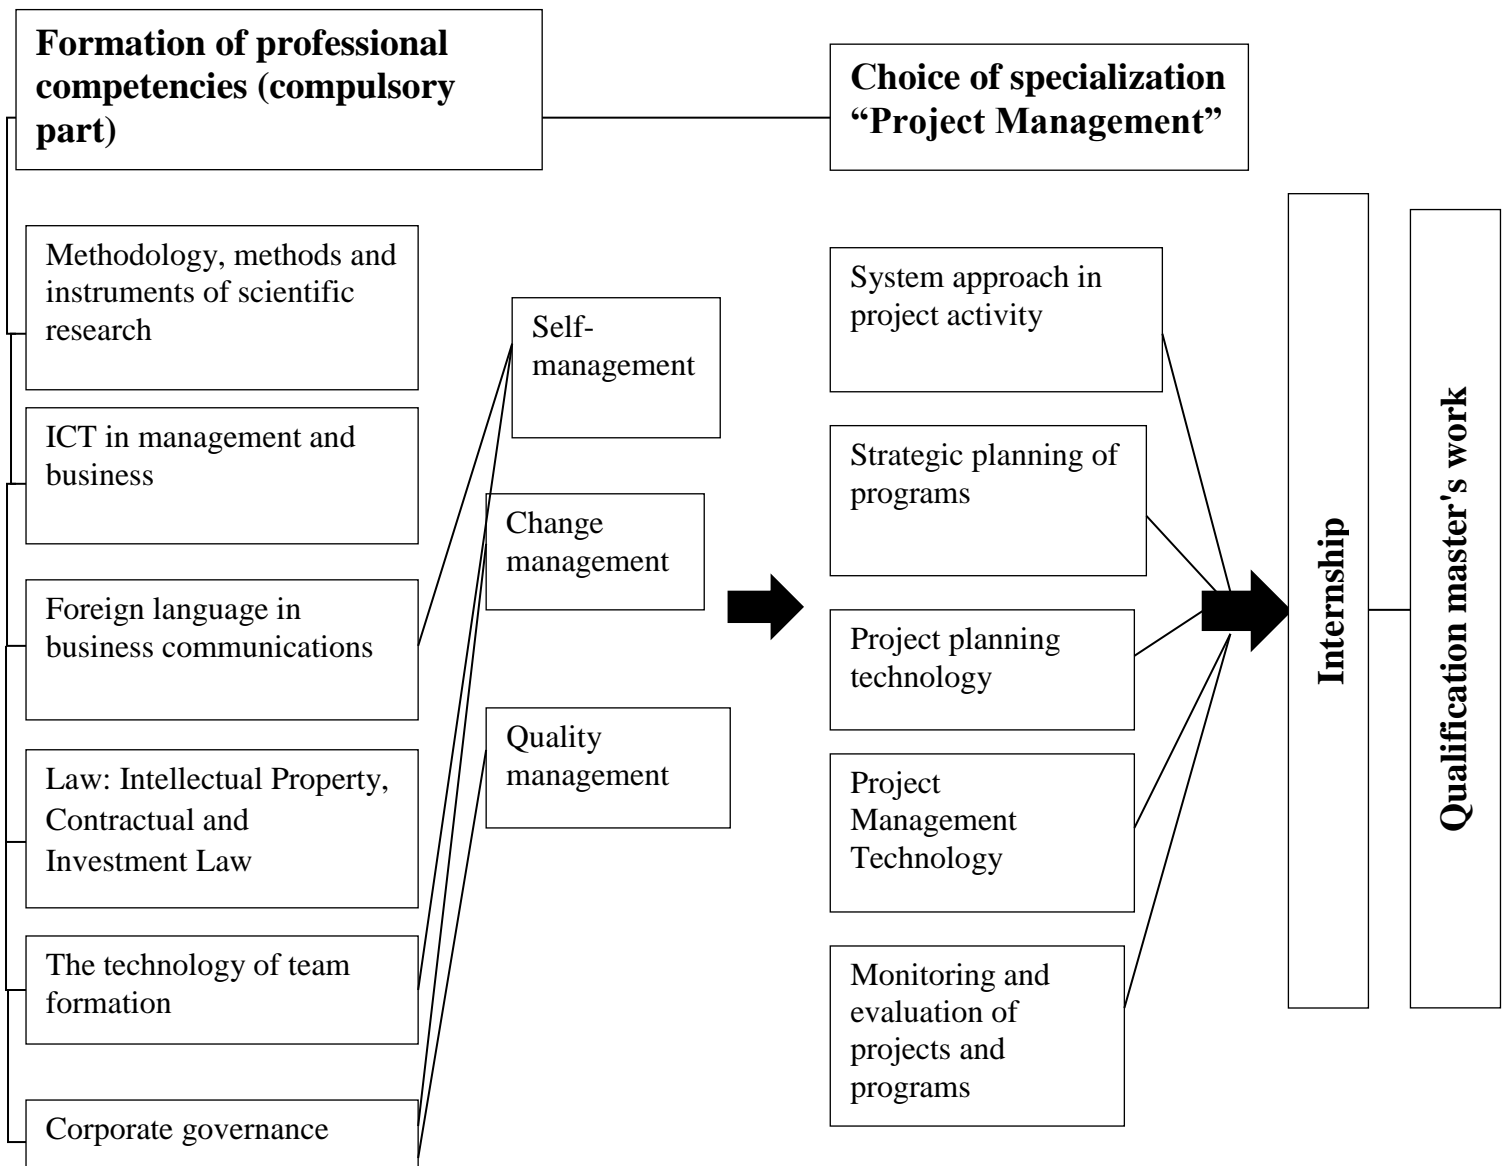 Formation of professional
competencies (compulsory
part)
Choice of specialization
“Project Management”
Methodology, methods and
instruments of scientific
research
ICT in management and
business
Foreign language in
business communications
Law: Intellectual Property,
Contractual and
Investment Law
The technology of team
formation
Corporate governance
Self-
management
Change
management
Quality
management
System approach in
project activity
Strategic planning of
programs
Project planning
technology
Project
Management
Technology
Monitoring and
evaluation of
projects and
programs
Internship
Qualification master's work